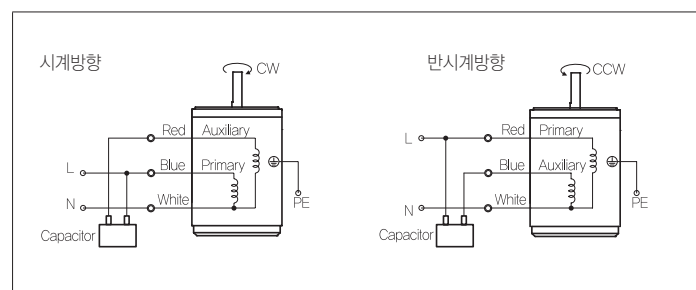 시계방향
CW
Red Auxiliary
L
Blue Primary
N
White
PE
Capacitor
반시계방향
CCW
L
Red Primary
Blue Auxiliary
N
White
PE
Capacitor